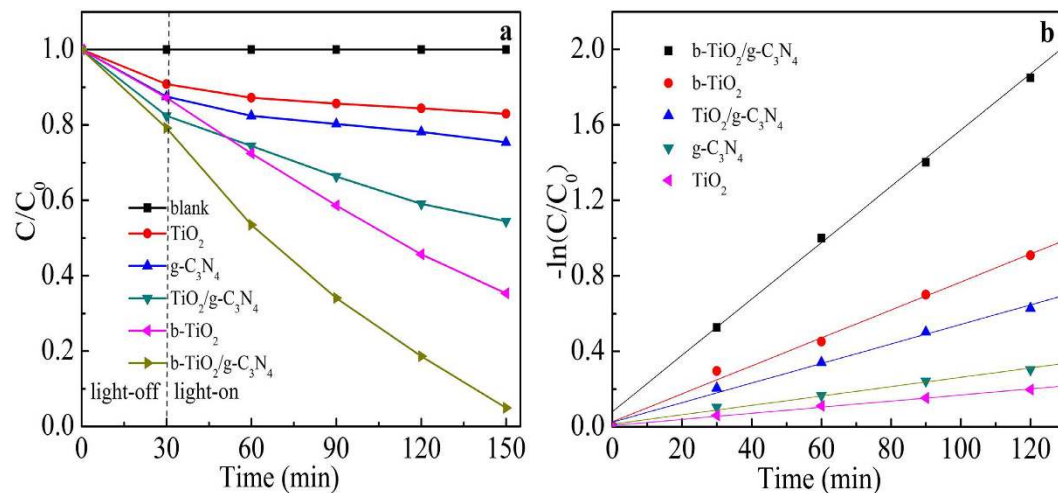 a
C/C₀
1.0
0.8
0.6
0.4
0.2
0.0
blank
TiO₂
g-C₃N₄
TiO₂/g-C₃N₄
b-TiO₂
b-TiO₂/g-C₃N₄
light-off light-on
0 30 60 90 120 150
Time (min)
b
-ln(C/C₀)
2.0
1.6
1.2
0.8
0.4
0.0
b-TiO₂/g-C₃N₄
b-TiO₂
TiO₂/g-C₃N₄
g-C₃N₄
TiO₂
0 20 40 60 80 100 120
Time (min)